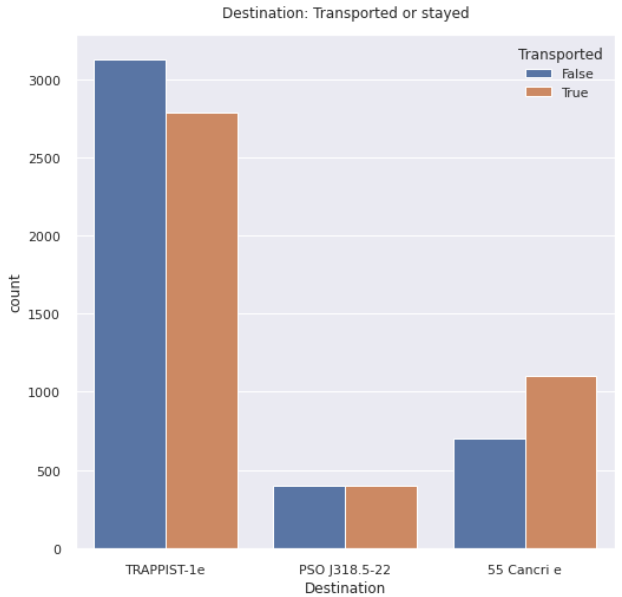 Destination: Transported or stayed
Transported
False
True
3000
2500
2000
1500
1000
500
0
count
TRAPPIST-1e
PSO J318.5-22
55 Cancri e
Destination